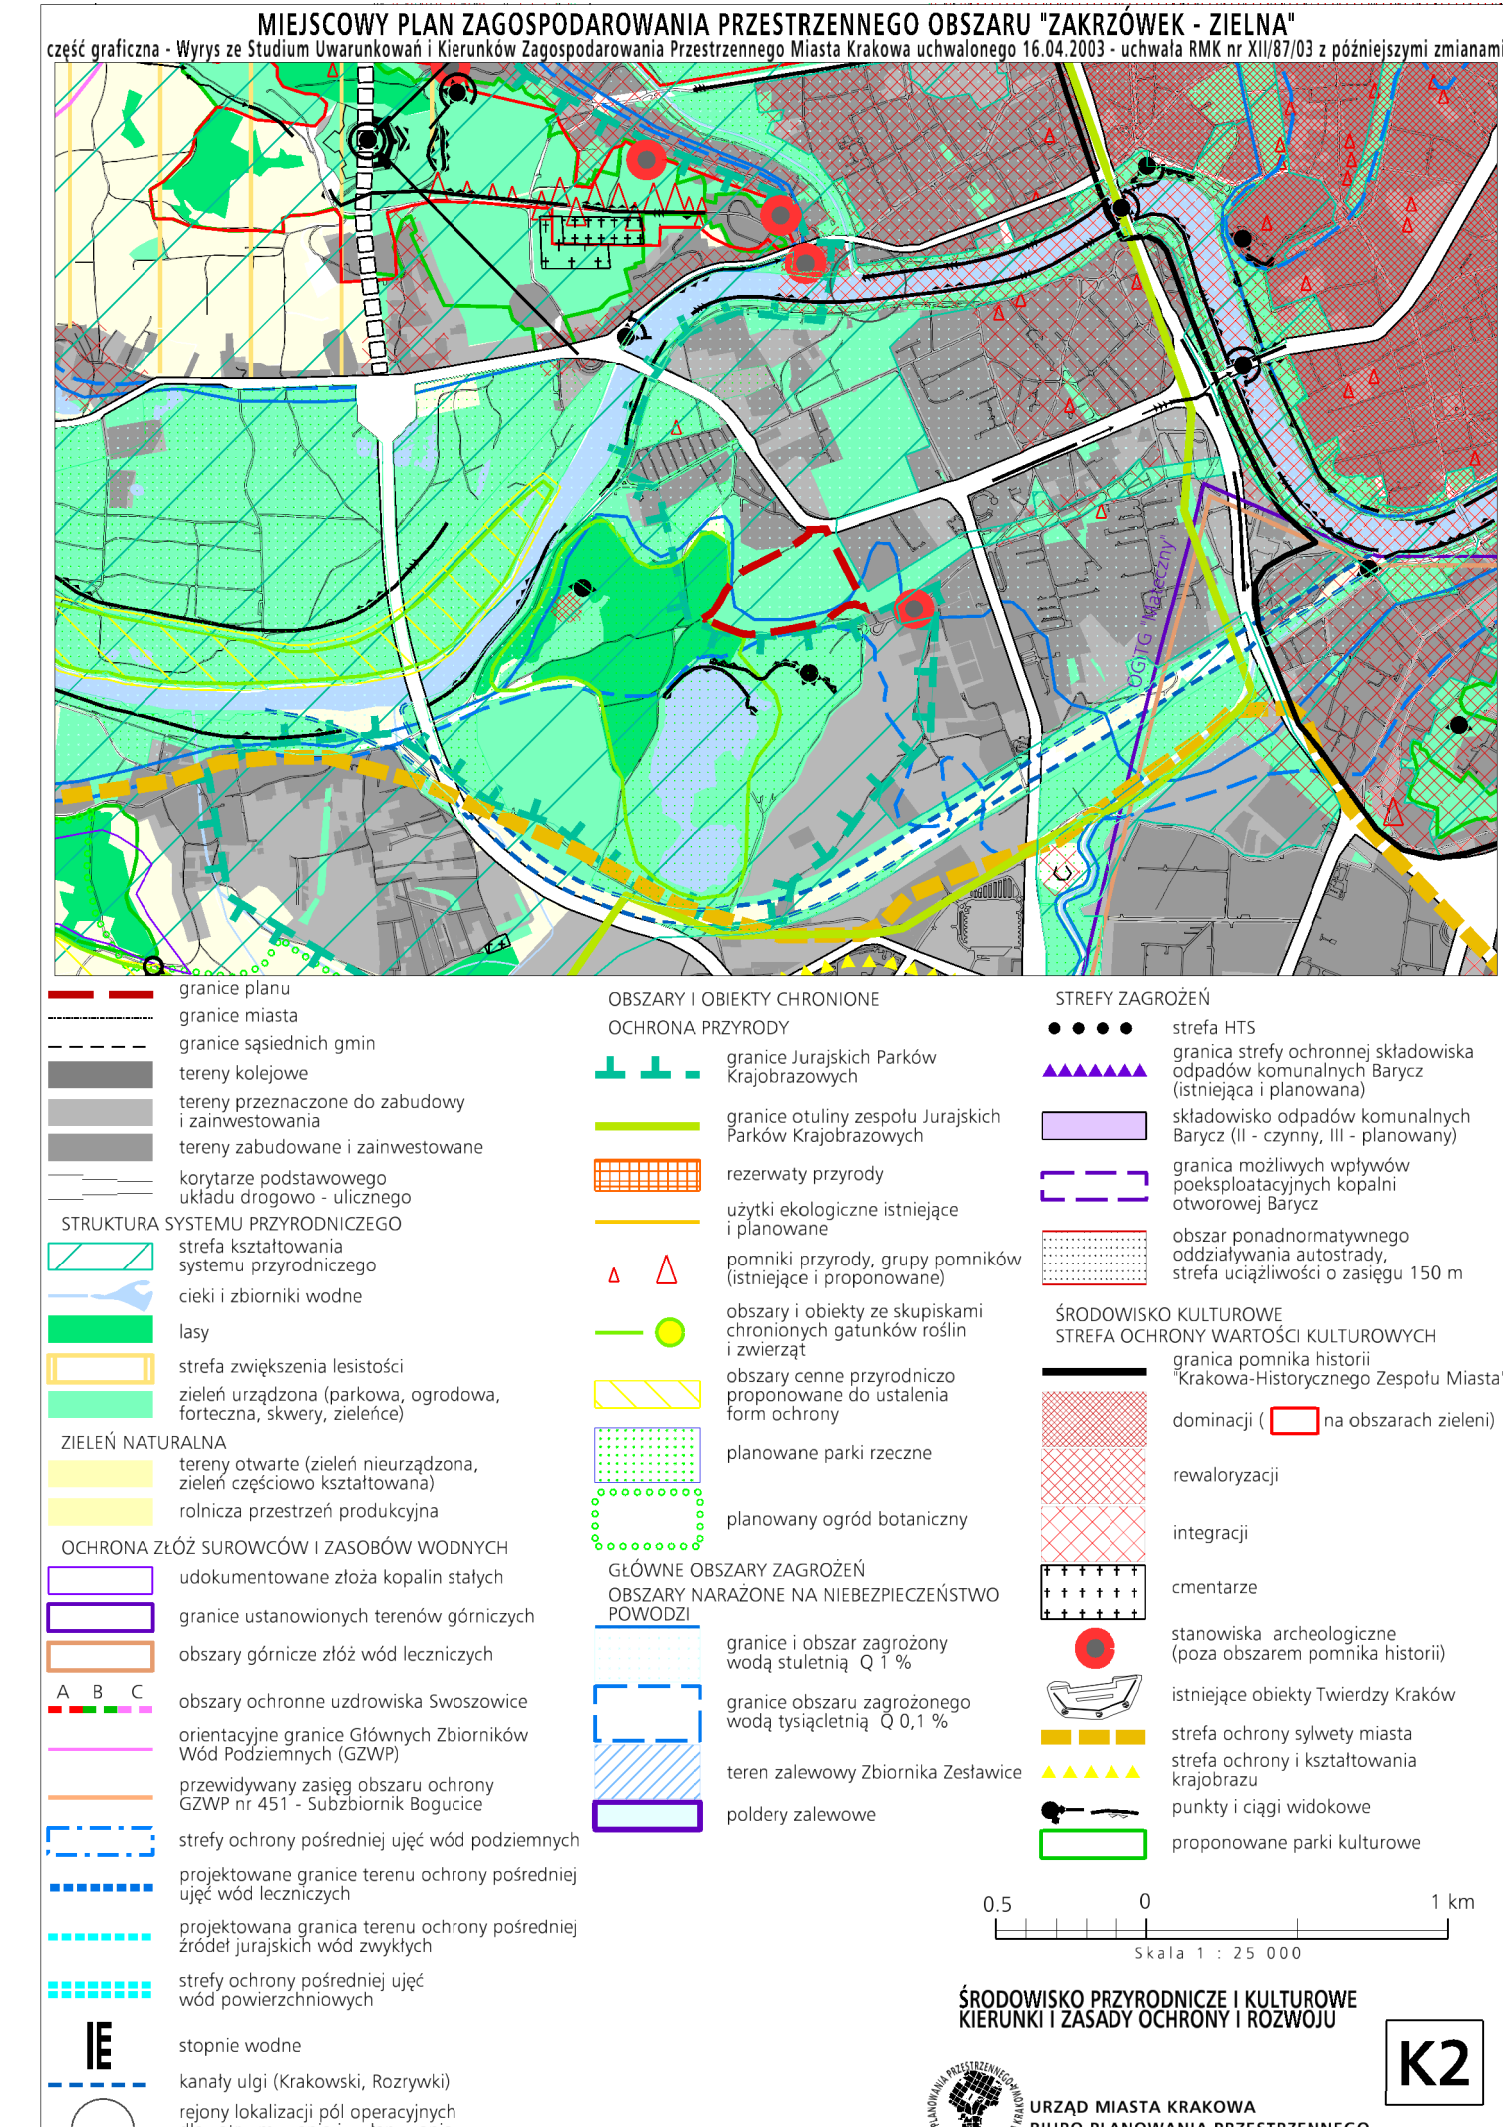 MIEJSCOWY PLAN ZAGOSPODAROWANIA PRZESTRZENNEGO OBSZARU "ZAKRZÓWEK - ZIELNA"
część graficzna - Wyrys ze Studium Uwarunkowań i Kierunków Zagospodarowania Przestrzennego Miasta Krakowa uchwalonego 16.04.2003 - uchwała RMK nr XII/87/03 z późniejszymi zmianami
OGiTG "Mateczny"
granice planu
granice miasta
granice sąsiednich gmin
tereny kolejowe
tereny przeznaczone do zabudowy
i zainwestowania
tereny zabudowane i zainwestowane
korytarze podstawowego
układu drogowo - ulicznego
STRUKTURA SYSTEMU PRZYRODNICZEGO
strefa kształtowania
systemu przyrodniczego
cieki i zbiorniki wodne
lasy
strefa zwiększenia lesistości
zieleń urządzona (parkowa, ogrodowa,
forteczna, skwery, zieleńce)
ZIELEŃ NATURALNA
tereny otwarte (zieleń nieurządzona,
zieleń częściowo kształtowana)
rolnicza przestrzeń produkcyjna
OCHRONA ZŁÓŻ SUROWCÓW I ZASOBÓW WODNYCH
udokumentowane złoża kopalin stałych
granice ustanowionych terenów górniczych
obszary górnicze złóż wód leczniczych
A B C
obszary ochronne uzdrowiska Swoszowice
orientacyjne granice Głównych Zbiorników
Wód Podziemnych (GZWP)
przewidywany zasięg obszaru ochrony
GZWP nr 451 - Subzbiornik Bogucice
strefy ochrony pośredniej ujęć wód podziemnych
projektowane granice terenu ochrony pośredniej
ujęć wód leczniczych
projektowana granica terenu ochrony pośredniej
źródeł jurajskich wód zwykłych
strefy ochrony pośredniej ujęć
wód powierzchniowych
stopnie wodne
kanały ulgi (Krakowski, Rozrywki)
rejony lokalizacji pól operacyjnych
OBSZARY I OBIEKTY CHRONIONE
OCHRONA PRZYRODY
granice Jurajskich Parków
Krajobrazowych
granice otuliny zespołu Jurajskich
Parków Krajobrazowych
rezerwaty przyrody
użytki ekologiczne istniejące
i planowane
pomniki przyrody, grupy pomników
(istniejące i proponowane)
obszary i obiekty ze skupiskami
chronionych gatunków roślin
i zwierząt
obszary cenne przyrodniczo
proponowane do ustalenia
form ochrony
planowane parki rzeczne
planowany ogród botaniczny
GŁÓWNE OBSZARY ZAGROŻEŃ
OBSZARY NARAŻONE NA NIEBEZPIECZEŃSTWO
POWODZI
granice i obszar zagrożony
wodą stuletnią Q 1 %
granice obszaru zagrożonego
wodą tysiącletnią Q 0,1 %
teren zalewowy Zbiornika Zesławice
poldery zalewowe
STREFY ZAGROŻEŃ
strefa HTS
granica strefy ochronnej składowiska
odpadów komunalnych Barycz
(istniejąca i planowana)
składowisko odpadów komunalnych
Barycz (II - czynny, III - planowany)
granica możliwych wpływów
poeksploatacyjnych kopalni
otworowej Barycz
obszar ponadnormatywnego
oddziaływania autostrady,
strefa uciążliwości o zasięgu 150 m
ŚRODOWISKO KULTUROWE
STREFA OCHRONY WARTOŚCI KULTUROWYCH
granica pomnika historii
"Krakowa-Historycznego Zespołu Miasta"
dominacji ( na obszarach zieleni)
rewaloryzacji
integracji
cmentarze
stanowiska archeologiczne
(poza obszarem pomnika historii)
istniejące obiekty Twierdzy Kraków
strefa ochrony sylwety miasta
strefa ochrony i kształtowania
krajobrazu
punkty i ciągi widokowe
proponowane parki kulturowe
0.5 0 1 km
Skala 1 : 25 000
ŚRODOWISKO PRZYRODNICZE I KULTUROWE
KIERUNKI I ZASADY OCHRONY I ROZWOJU
K2
URZĄD MIASTA KRAKOWA
BIURO PLANOWANIA PRZESTRZENNEGO